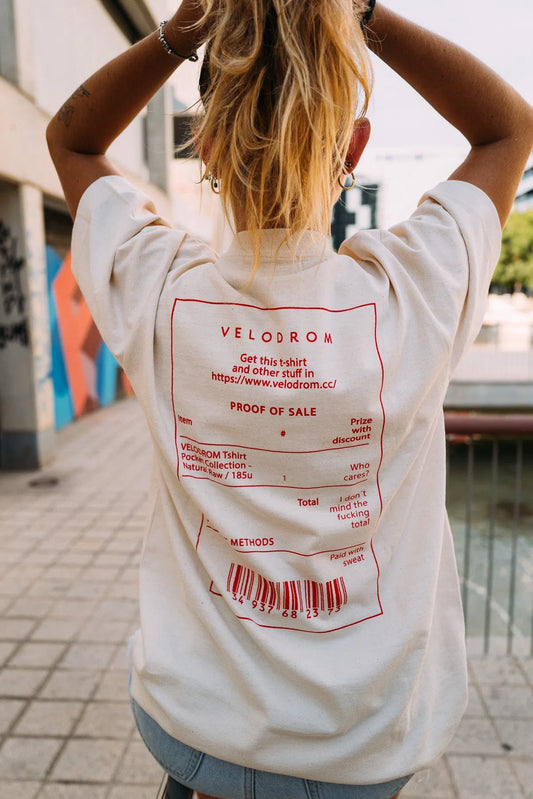 VELODROM
Get this t-shirt
and other stuff in
https://www.velodrom.cc/
PROOF OF SALE
Item # Prize
with
discount
VELODROM Tshirt
Pocket Collection -
Natural Raw / 185u 1 Who
cares?
Total I don´t
mind the
fucking
total
METHODS
Paid with
sweat
34 937 68 23 73